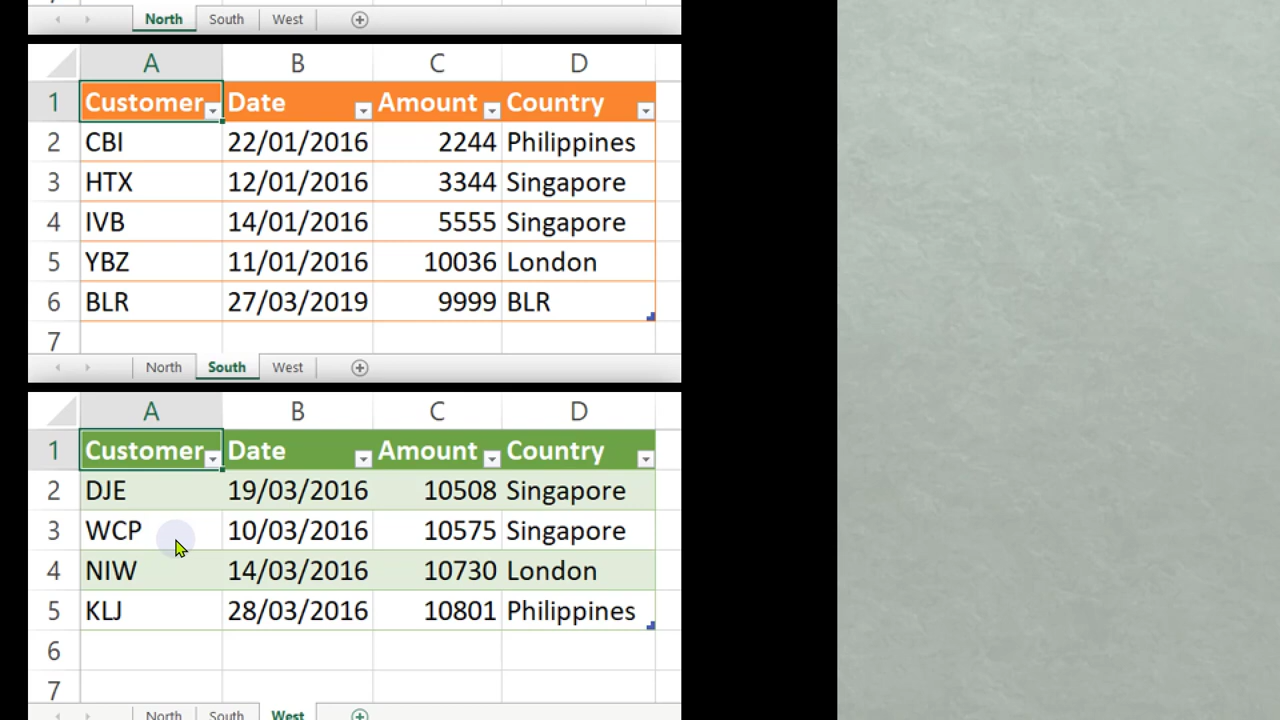 North South West
A B C D
1 Customer Date Amount Country
2 CBI 22/01/2016 2244 Philippines
3 HTX 12/01/2016 3344 Singapore
4 IVB 14/01/2016 5555 Singapore
5 YBZ 11/01/2016 10036 London
6 BLR 27/03/2019 9999 BLR
7
North South West
A B C D
1 Customer Date Amount Country
2 DJE 19/03/2016 10508 Singapore
3 WCP 10/03/2016 10575 Singapore
4 NIW 14/03/2016 10730 London
5 KLJ 28/03/2016 10801 Philippines
6
7
North South West